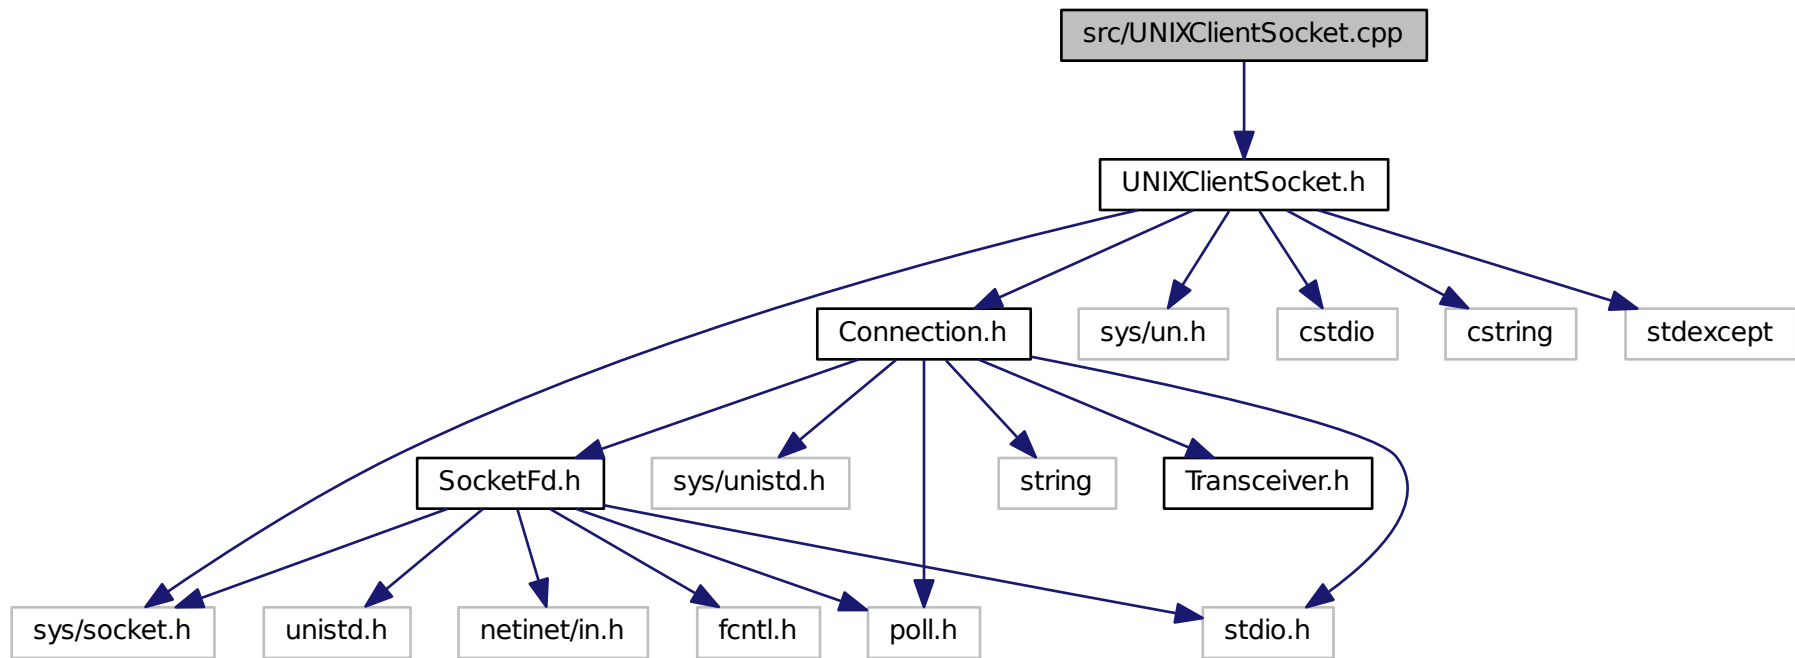 src/UNIXClientSocket.cpp
UNIXClientSocket.h
Connection.h
sys/un.h
cstdio
cstring
stdexcept
SocketFd.h
sys/unistd.h
string
Transceiver.h
sys/socket.h
unistd.h
netinet/in.h
fcntl.h
poll.h
stdio.h